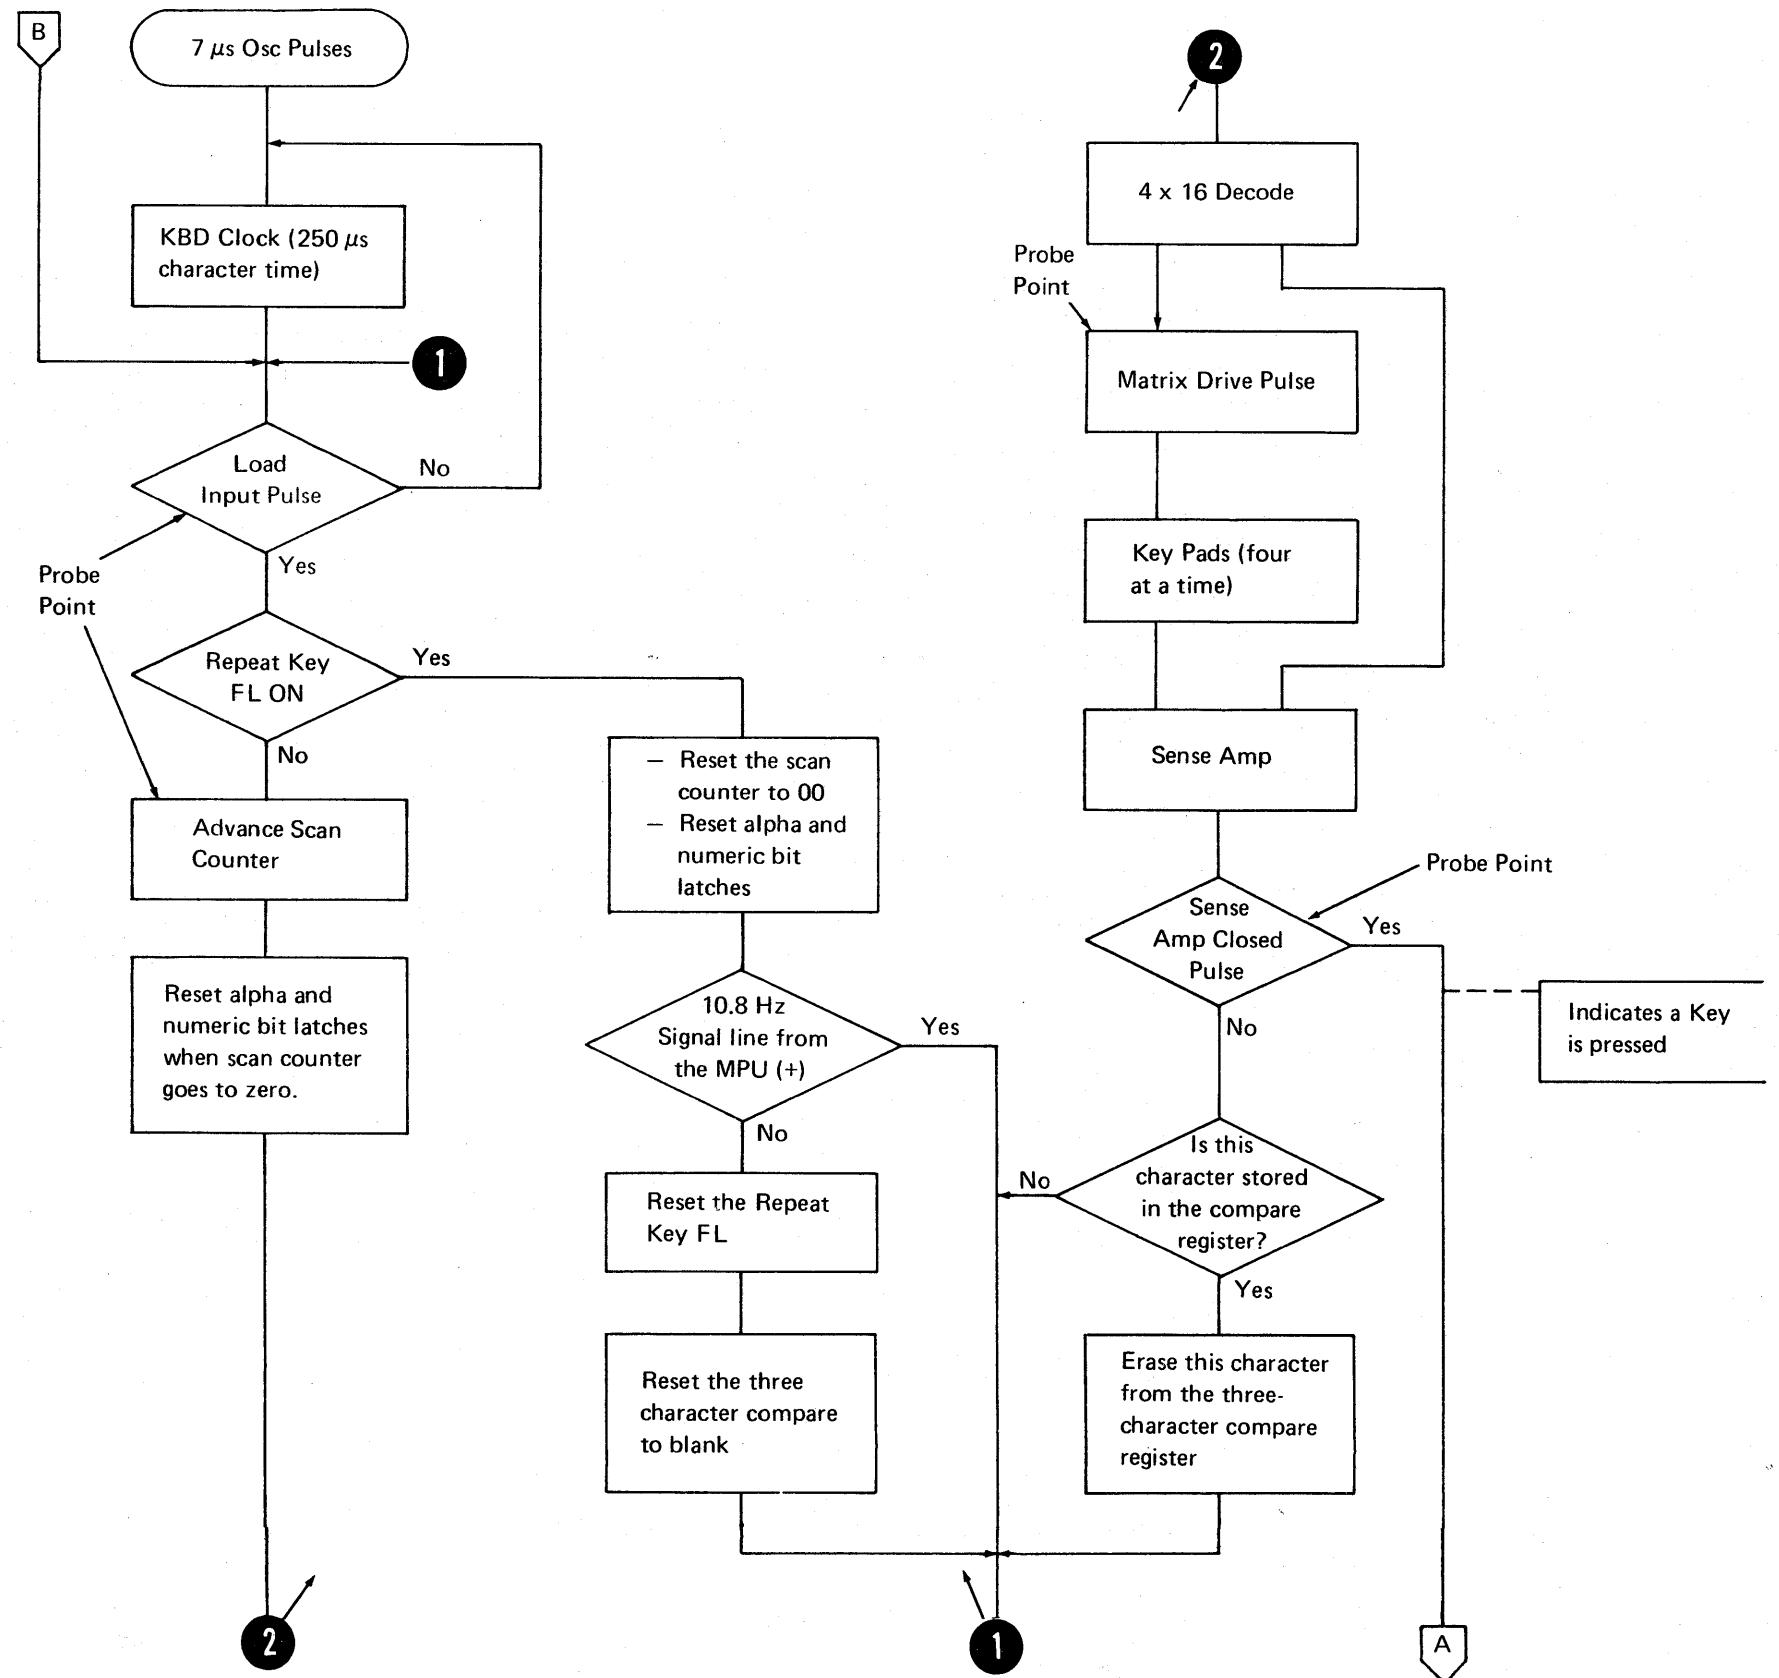 B
7 μs Osc Pulses
KBD Clock (250 μs
character time)
1
Load
Input Pulse
No
Yes
Probe
Point
Repeat Key
FL ON
Yes
No
Advance Scan
Counter
Reset alpha and
numeric bit latches
when scan counter
goes to zero.
2
— Reset the scan
counter to 00
— Reset alpha and
numeric bit
latches
10.8 Hz
Signal line from
the MPU (+)
Yes
No
Reset the Repeat
Key FL
Reset the three
character compare
to blank
1
2
4 x 16 Decode
Probe
Point
Matrix Drive Pulse
Key Pads (four
at a time)
Sense Amp
Probe Point
Sense
Amp Closed
Pulse
Yes
No
Indicates a Key
is pressed
Is this
character stored
in the compare
register?
No
Yes
Erase this character
from the three-
character compare
register
A